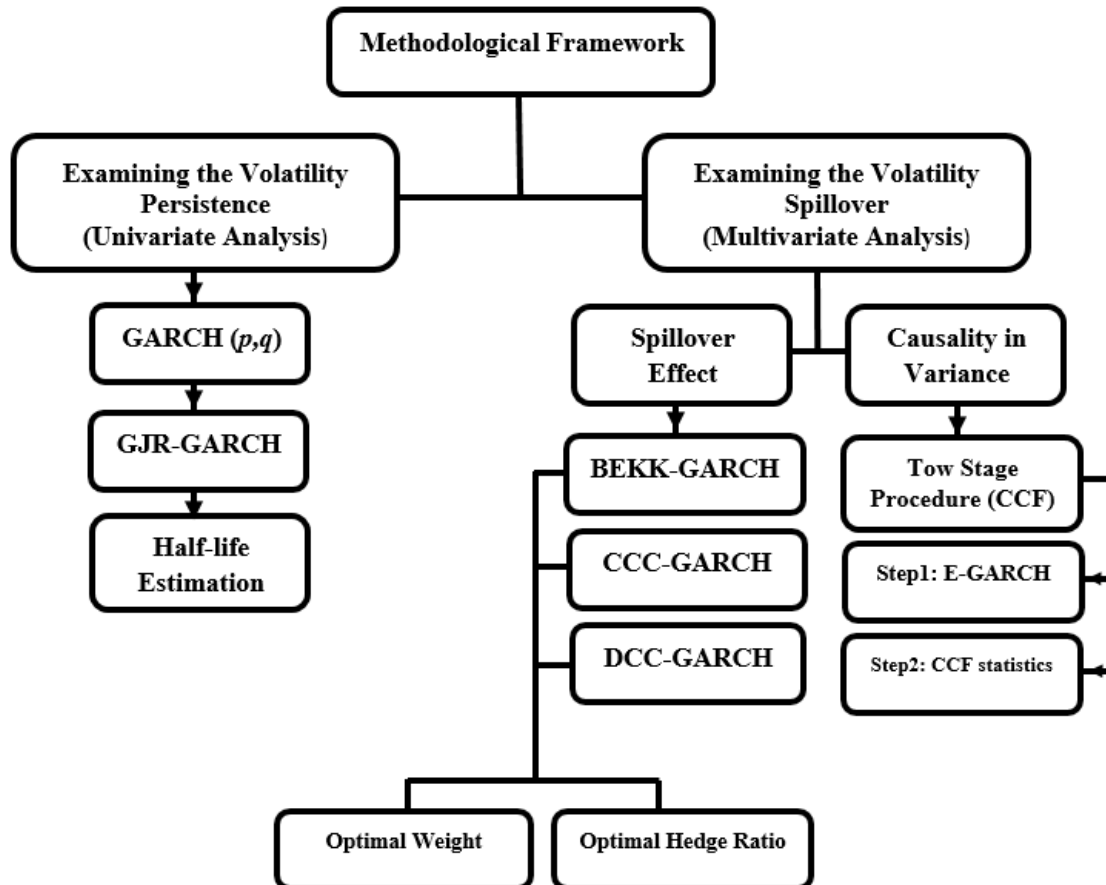 Methodological Framework
Examining the Volatility
Persistence
(Univariate Analysis)
Examining the Volatility
Spillover
(Multivariate Analysis)
GARCH (p,q)
GJR-GARCH
Half-life
Estimation
Spillover
Effect
Causality in
Variance
BEKK-GARCH
CCC-GARCH
DCC-GARCH
Tow Stage
Procedure (CCF)
Step1: E-GARCH
Step2: CCF statistics
Optimal Weight
Optimal Hedge Ratio